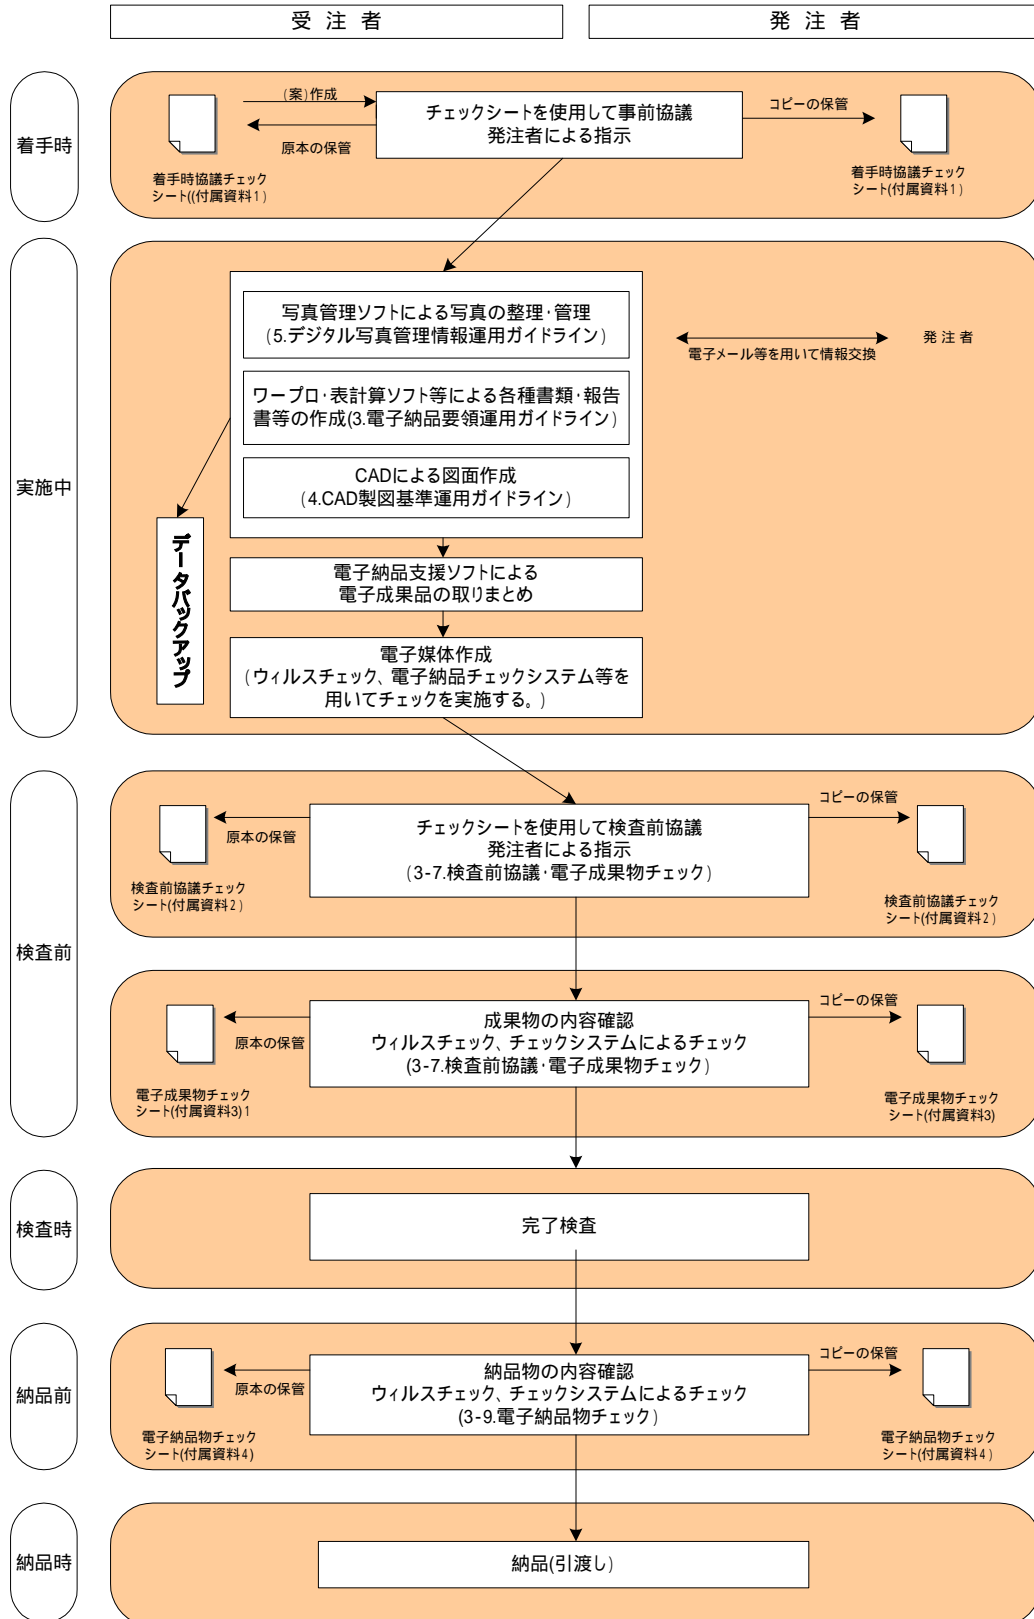 受 注 者
発 注 者
着手時
(案)作成
原本の保管
チェックシートを使用して事前協議
発注者による指示
コピーの保管
着手時協議チェック
シート((付属資料1)
着手時協議チェック
シート(付属資料1)
実施中
写真管理ソフトによる写真の整理・管理
(5.デジタル写真管理情報運用ガイドライン)
ワープロ・表計算ソフト等による各種書類・報告
書等の作成(3.電子納品要領運用ガイドライン)
CADによる図面作成
(4.CAD製図基準運用ガイドライン)
電子メール等を用いて情報交換
発注者
データバックアップ
電子納品支援ソフトによる
電子成果品の取りまとめ
電子媒体作成
(ウィルスチェック、電子納品チェックシステム等を
用いてチェックを実施する。)
検査前
原本の保管
チェックシートを使用して検査前協議
発注者による指示
(3-7.検査前協議・電子成果物チェック)
コピーの保管
検査前協議チェック
シート(付属資料2)
検査前協議チェック
シート(付属資料2)
原本の保管
成果物の内容確認
ウィルスチェック、チェックシステムによるチェック
(3-7.検査前協議・電子成果物チェック)
コピーの保管
電子成果物チェック
シート(付属資料3)1
電子成果物チェック
シート(付属資料3)
検査時
完了検査
納品前
原本の保管
納品物の内容確認
ウィルスチェック、チェックシステムによるチェック
(3-9.電子納品物チェック)
コピーの保管
電子納品物チェック
シート(付属資料4)
電子納品物チェック
シート(付属資料4)
納品時
納品(引渡し)